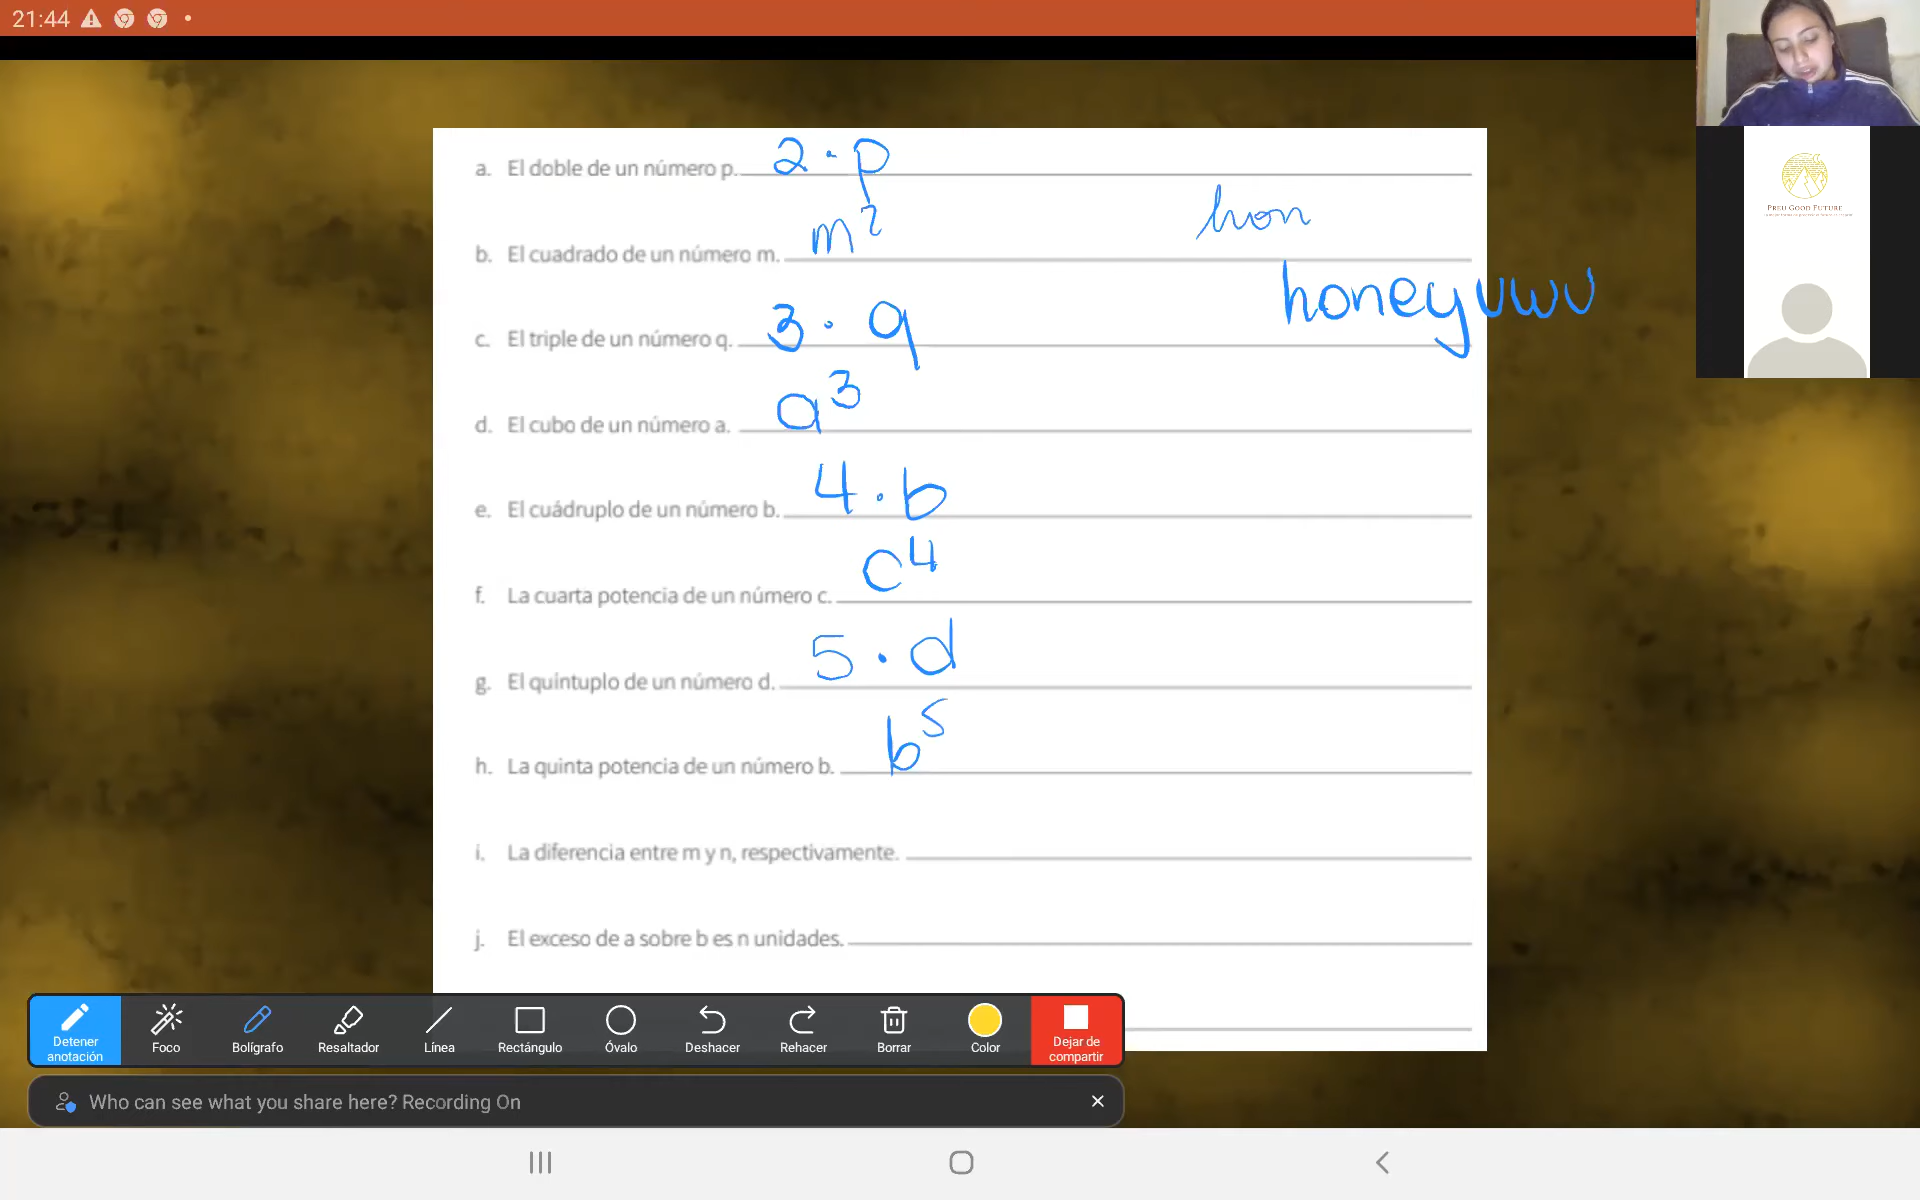 21:44
a. El doble de un número p. 2 · p
hon
b. El cuadrado de un número m. m²
honeyuwu
c. El triple de un número q. 3 · q
d. El cubo de un número a. a³
e. El cuádruplo de un número b. 4 · b
f. La cuarta potencia de un número c. c⁴
g. El quíntuplo de un número d. 5 · d
h. La quinta potencia de un número b. b⁵
i. La diferencia entre m y n, respectivamente.
j. El exceso de a sobre b es n unidades.
PREU GOOD FUTURE
Detener anotación
Foco
Bolígrafo
Resaltador
Línea
Rectángulo
Óvalo
Deshacer
Rehacer
Borrar
Color
Dejar de compartir
Who can see what you share here? Recording On